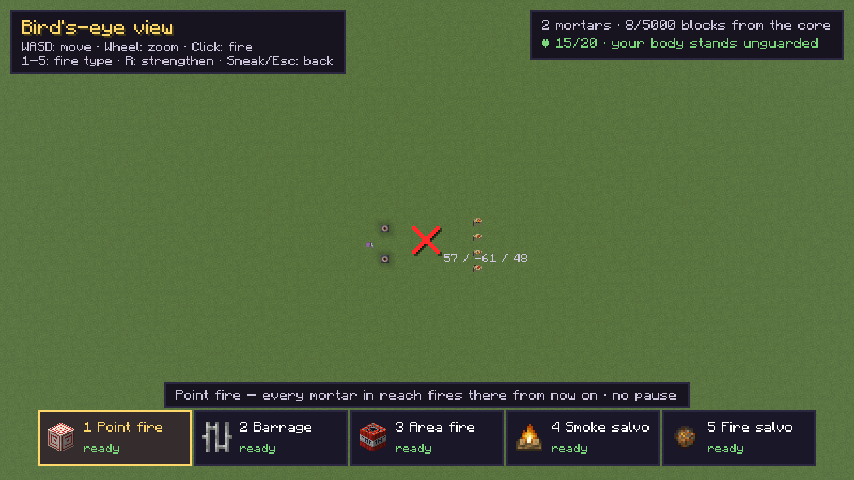 Bird's-eye view
WASD: move · Wheel: zoom · Click: fire
1-5: fire type · R: strengthen · Sneak/Esc: back
2 mortars · 8/5000 blocks from the core
15/20 · your body stands unguarded
57 / -61 / 48
Point fire — every mortar in reach fires there from now on · no pause
1 Point fire
ready
2 Barrage
ready
3 Area fire
ready
4 Smoke salvo
ready
5 Fire salvo
ready